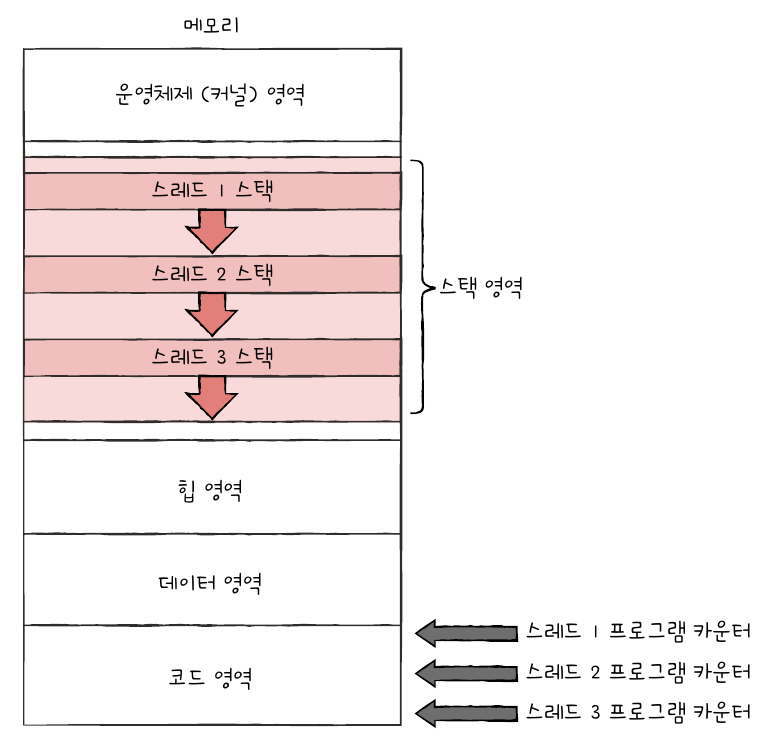 메모리
운영체제 (커널) 영역
스레드 1 스택
스레드 2 스택
스택 영역
스레드 3 스택
힙 영역
데이터 영역
스레드 1 프로그램 카운터
코드 영역
스레드 2 프로그램 카운터
스레드 3 프로그램 카운터